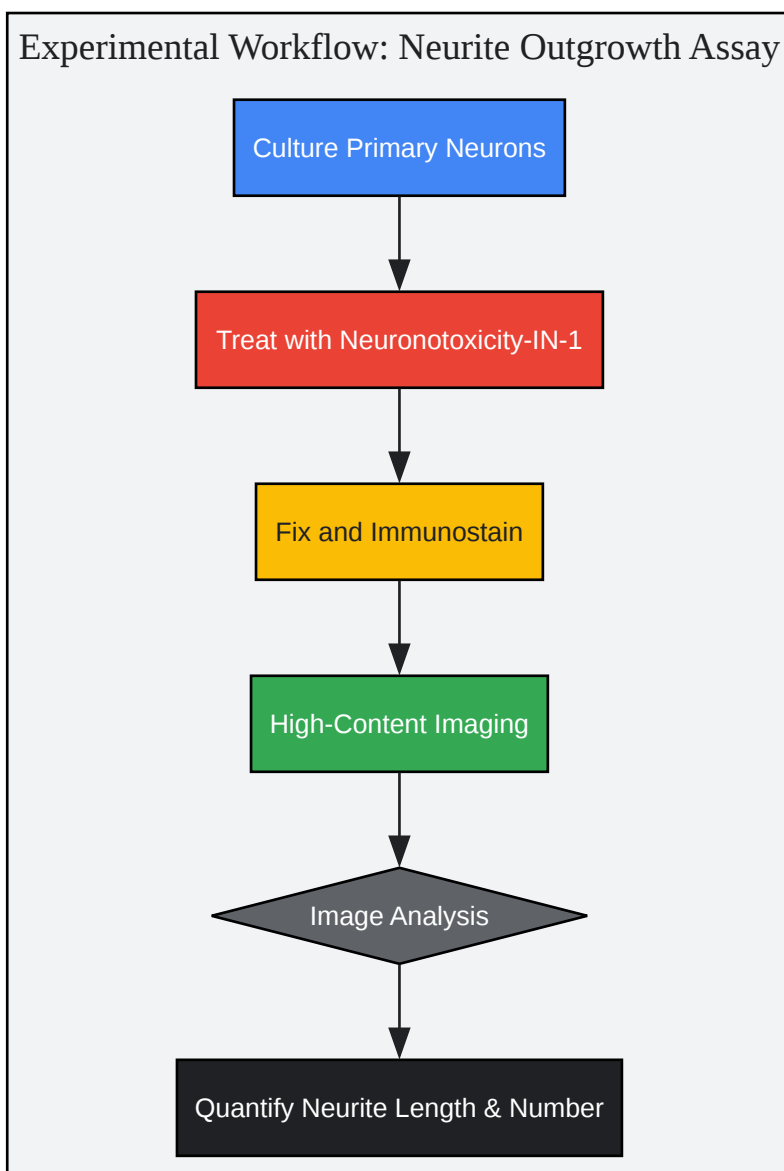 Experimental Workflow: Neurite Outgrowth Assay
Culture Primary Neurons
Treat with Neuronotoxicity-IN-1
Fix and Immunostain
High-Content Imaging
Image Analysis
Quantify Neurite Length & Number